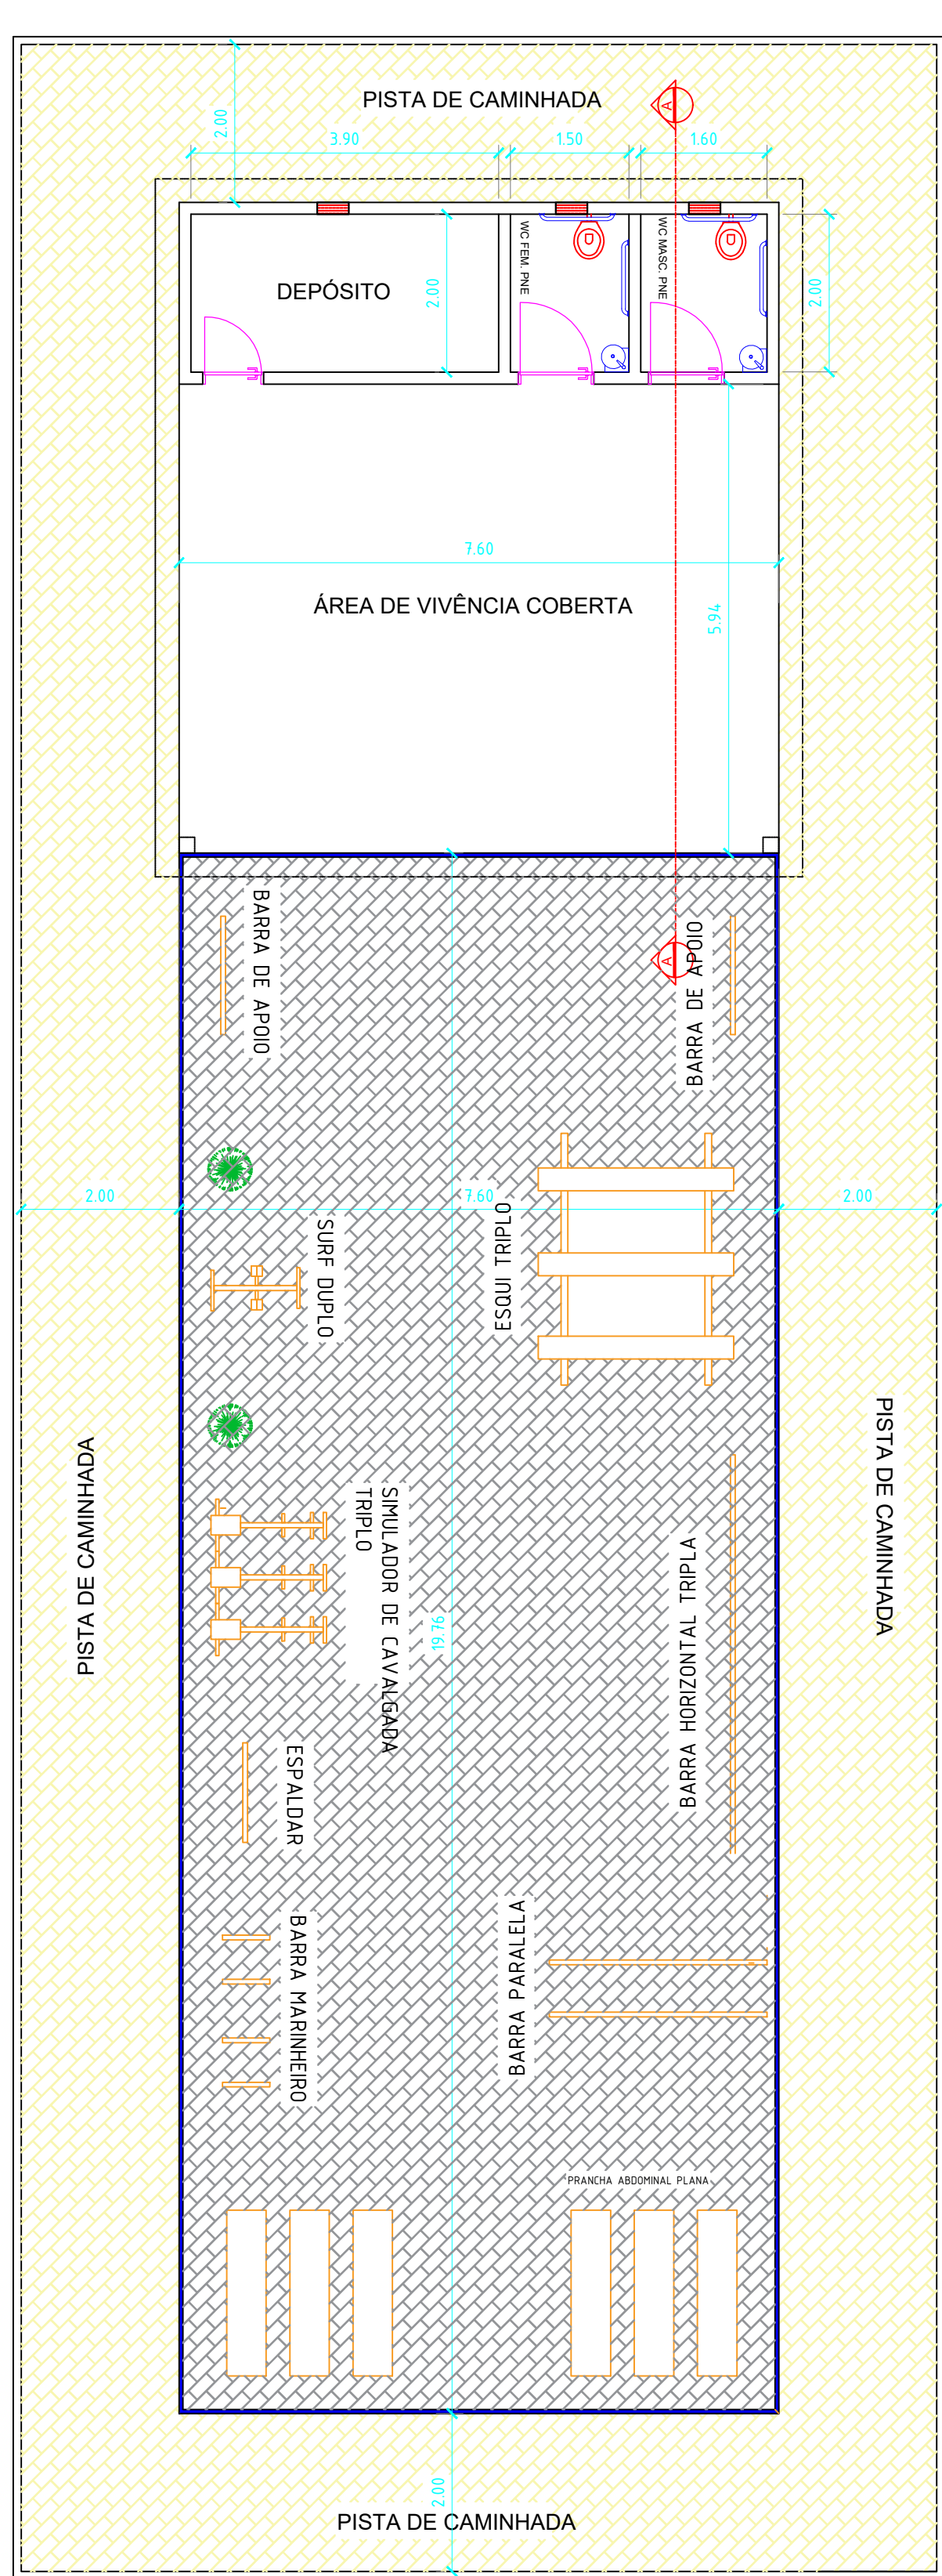 PISTA DE CAMINHADA
A
2.00
3.90
1.50
1.60
WC FEM. PNE
WC MASC. PNE
DEPÓSITO
2.00
2.00
7.60
ÁREA DE VIVÊNCIA COBERTA
5.94
BARRA DE APOIO
BARRA DE APOIO
A
2.00
7.60
2.00
SURF DUPLO
ESQUI TRIPLO
PISTA DE CAMINHADA
PISTA DE CAMINHADA
SIMULADOR DE CAVALGADA
TRIPLO
19.76
BARRA HORIZONTAL TRIPLA
ESPALDAR
BARRA MARINHEIRO
BARRA PARALELA
PRANCHA ABDOMINAL PLANA
2.00
PISTA DE CAMINHADA